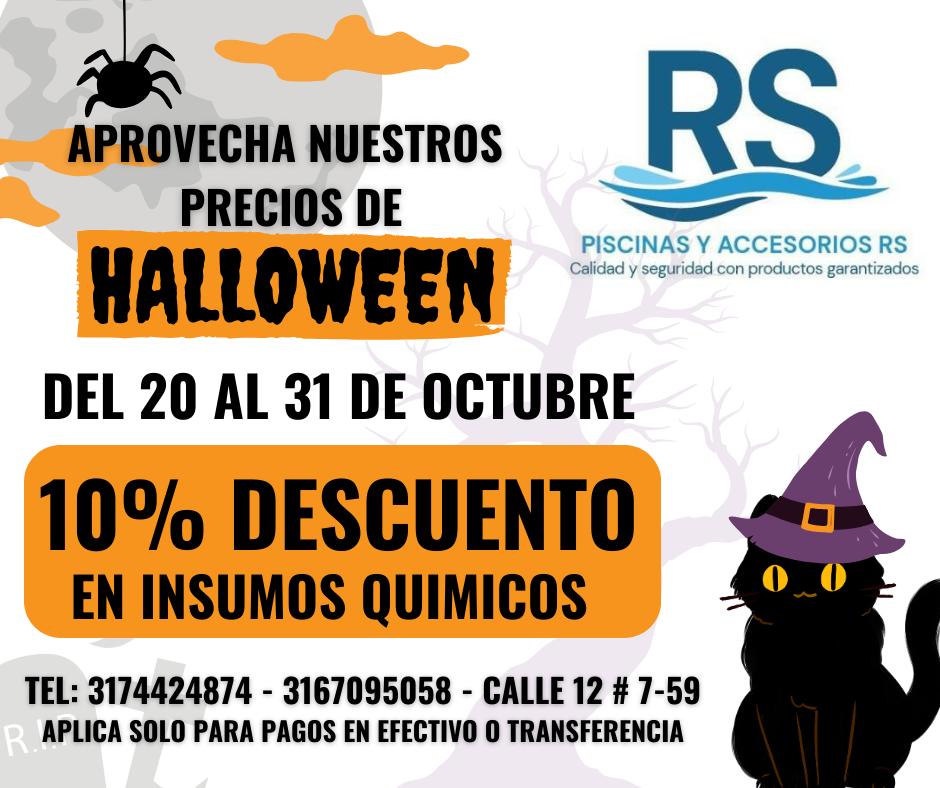 APROVECHA NUESTROS
PRECIOS DE
HALLOWEEN
RS
PISCINAS Y ACCESORIOS RS
Calidad y seguridad con productos garantizados
DEL 20 AL 31 DE OCTUBRE
10% DESCUENTO
EN INSUMOS QUIMICOS
TEL: 3174424874 - 3167095058 - CALLE 12 # 7-59
APLICA SOLO PARA PAGOS EN EFECTIVO O TRANSFERENCIA
R.I.P